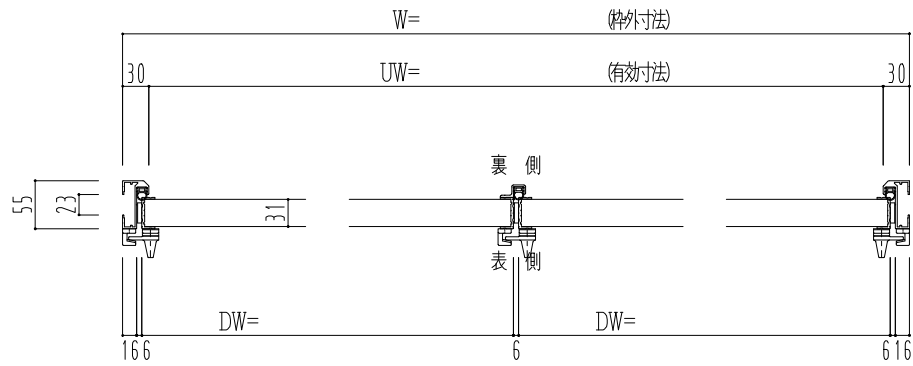 W= (枠外寸法)
30 UW= (有効寸法) 30
裏 側
55 23 31
表 側
DW= DW=
16 6 6 6 16